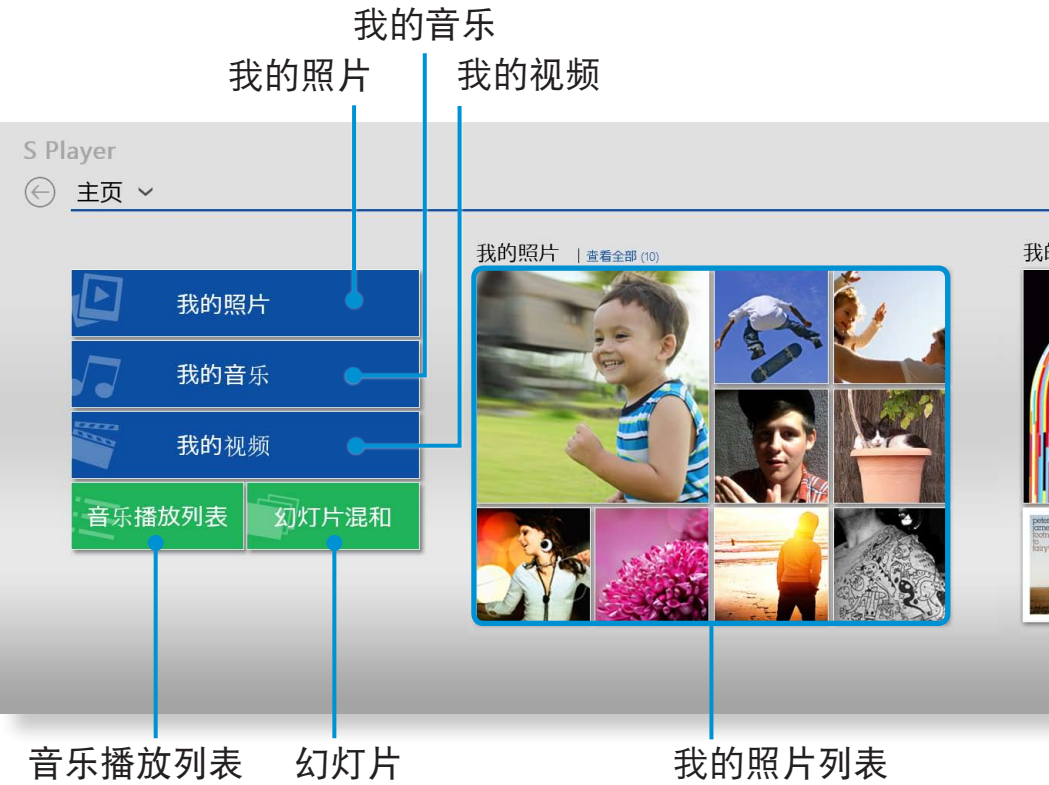 我的音乐
我的照片
我的视频
S Player
主页
我的照片 | 查看全部 (10)
我的照片
我的音乐
我的视频
音乐播放列表
幻灯片混和
音乐播放列表
幻灯片
我的照片列表